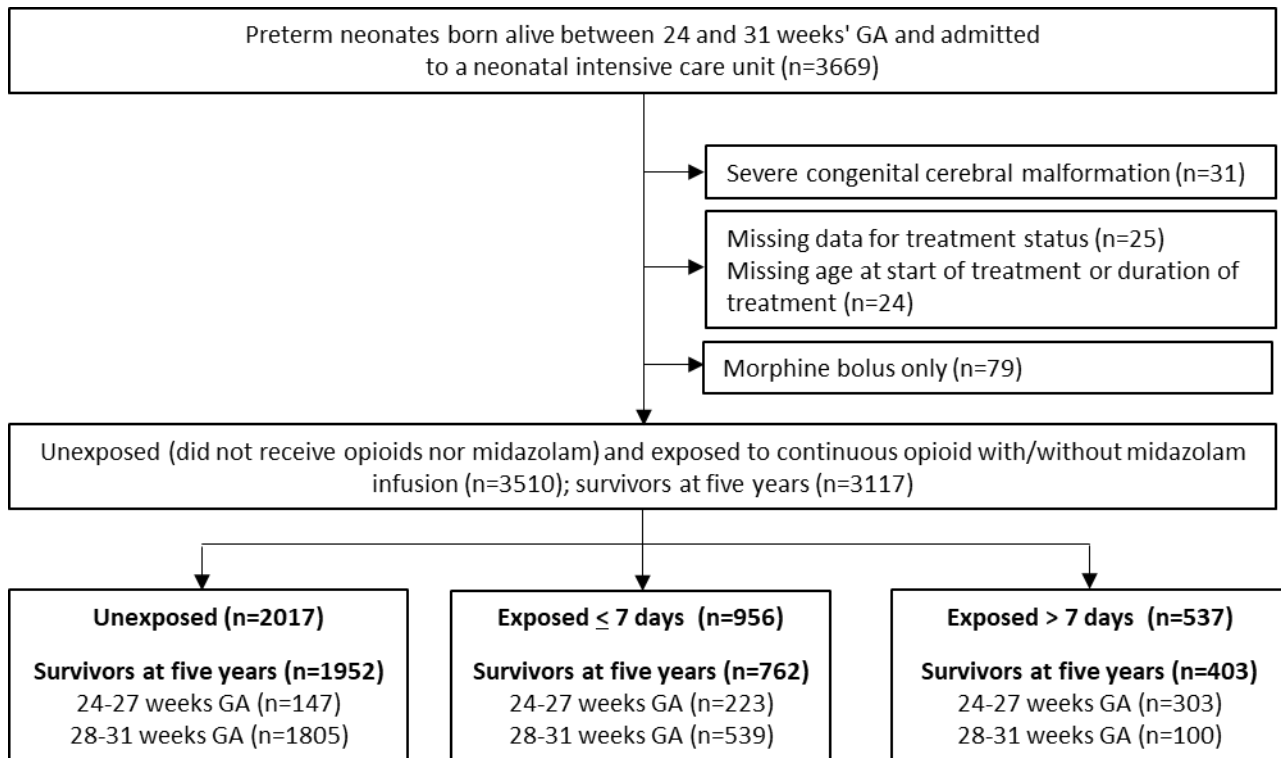 Preterm neonates born alive between 24 and 31 weeks' GA and admitted
to a neonatal intensive care unit (n=3669)
Severe congenital cerebral malformation (n=31)
Missing data for treatment status (n=25)
Missing age at start of treatment or duration of
treatment (n=24)
Morphine bolus only (n=79)
Unexposed (did not receive opioids nor midazolam) and exposed to continuous opioid with/without midazolam
infusion (n=3510); survivors at five years (n=3117)
Unexposed (n=2017)
Survivors at five years (n=1952)
24-27 weeks GA (n=147)
28-31 weeks GA (n=1805)
Exposed ≤ 7 days (n=956)
Survivors at five years (n=762)
24-27 weeks GA (n=223)
28-31 weeks GA (n=539)
Exposed > 7 days (n=537)
Survivors at five years (n=403)
24-27 weeks GA (n=303)
28-31 weeks GA (n=100)